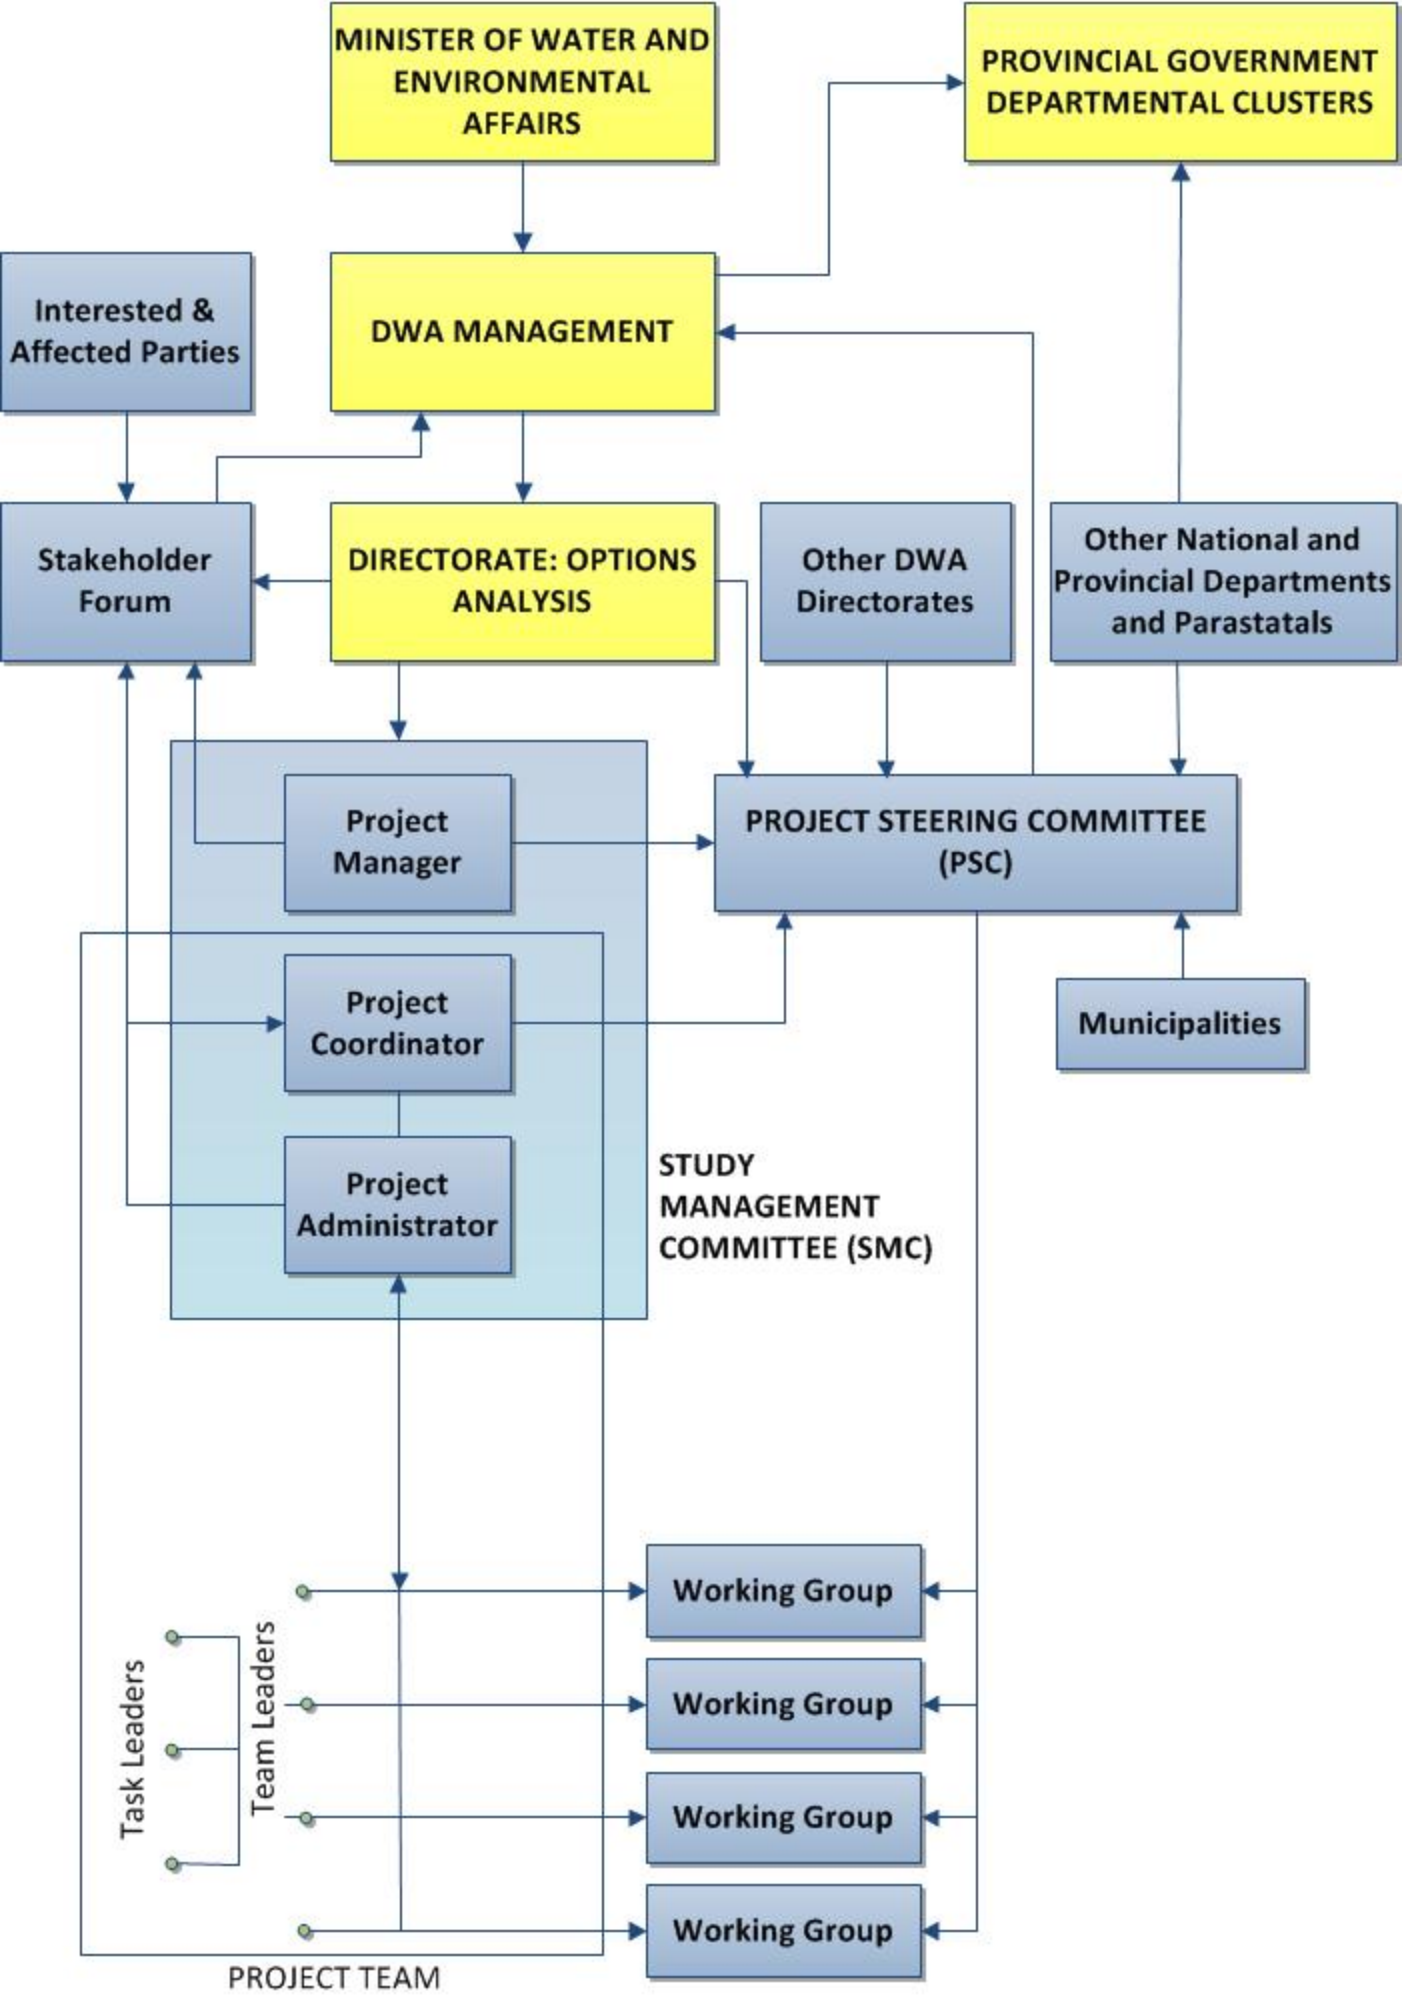 MINISTER OF WATER AND
ENVIRONMENTAL
AFFAIRS
PROVINCIAL GOVERNMENT
DEPARTMENTAL CLUSTERS
Interested &
Affected Parties
DWA MANAGEMENT
Stakeholder
Forum
DIRECTORATE: OPTIONS
ANALYSIS
Other DWA
Directorates
Other National and
Provincial Departments
and Parastatals
Project
Manager
PROJECT STEERING COMMITTEE
(PSC)
Project
Coordinator
Municipalities
Project
Administrator
STUDY
MANAGEMENT
COMMITTEE (SMC)
Task Leaders
Team Leaders
Working Group
Working Group
Working Group
Working Group
PROJECT TEAM